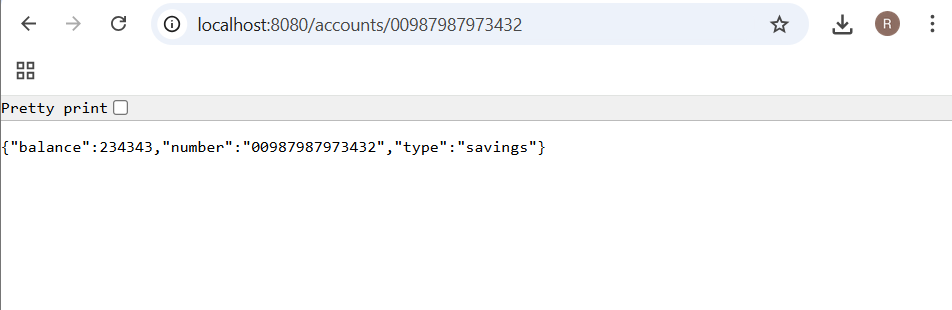 localhost:8080/accounts/00987987973432
R
Pretty print
{"balance":234343,"number":"00987987973432","type":"savings"}